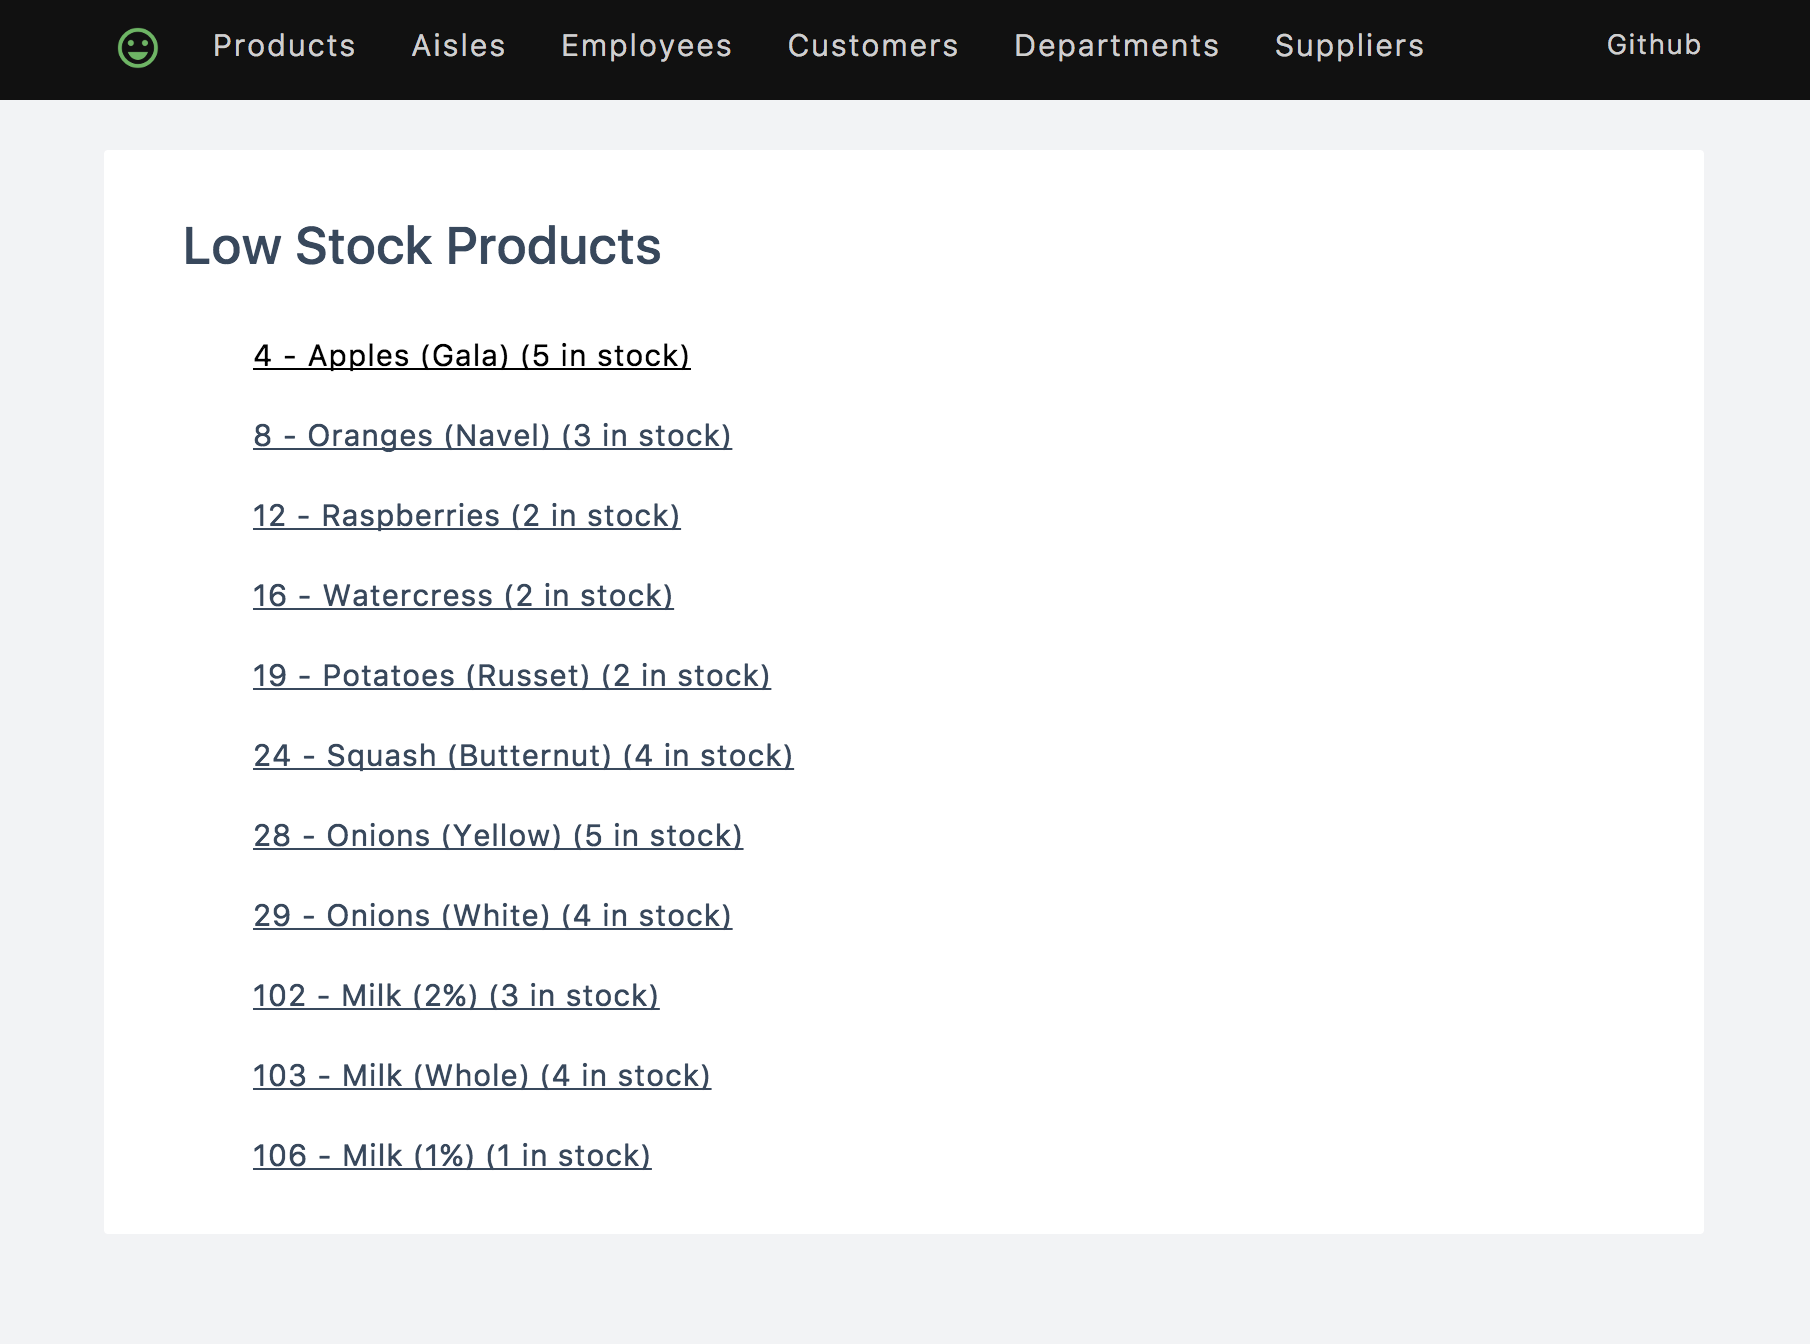 Products Aisles Employees Customers Departments Suppliers Github
Low Stock Products
4 - Apples (Gala) (5 in stock)
8 - Oranges (Navel) (3 in stock)
12 - Raspberries (2 in stock)
16 - Watercress (2 in stock)
19 - Potatoes (Russet) (2 in stock)
24 - Squash (Butternut) (4 in stock)
28 - Onions (Yellow) (5 in stock)
29 - Onions (White) (4 in stock)
102 - Milk (2%) (3 in stock)
103 - Milk (Whole) (4 in stock)
106 - Milk (1%) (1 in stock)